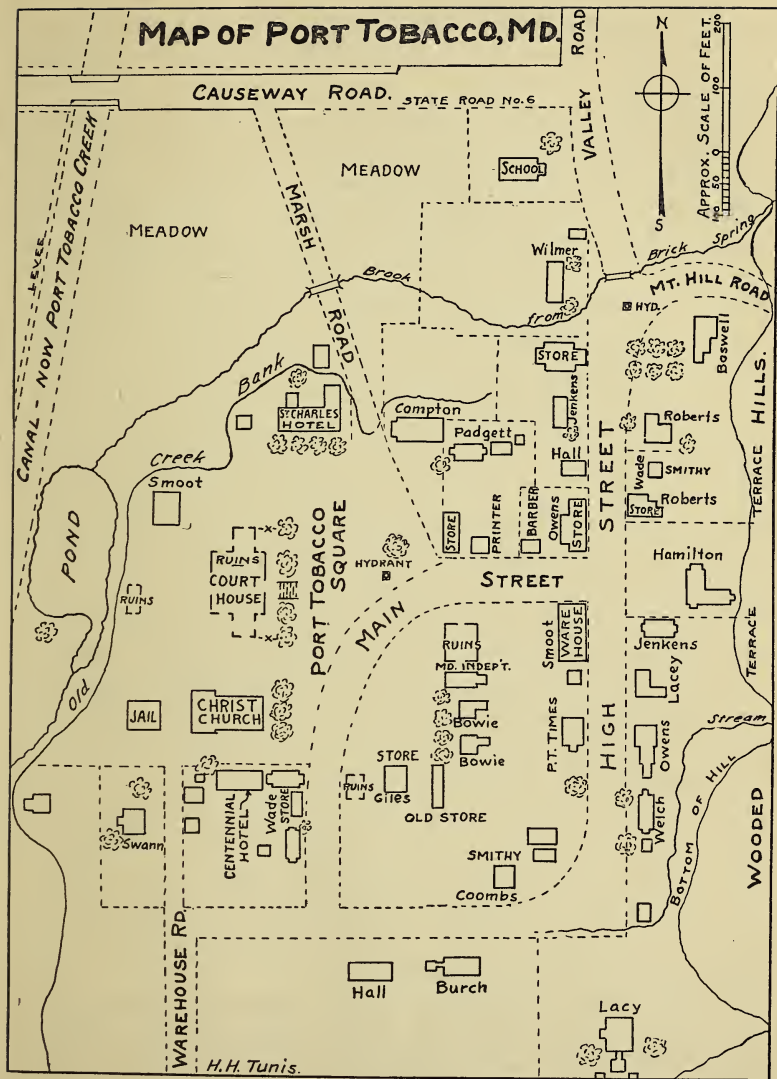 MAP OF PORT TOBACCO, MD.
ROAD
VALLEY
N
S
APPROX. SCALE OF FEET.
100 50 0 100 200
CAUSEWAY ROAD. STATE ROAD No. 6
LEVEE
CANAL - NOW PORT TOBACCO CREEK
MEADOW
MEADOW
MARSH
ROAD
SCHOOL
Wilmer
Brook
from
Brick
Spring
MT. HILL ROAD
HYD.
Boswell
STORE
Jenkens
Hall
Compton
Padgett
Bank
Creek
Old
ST CHARLES
HOTEL
Smoot
POND
RUINS
RUINS
COURT
HOUSE
PORT TOBACCO
SQUARE
HYDRANT
STORE
PRINTER
BARBER
Owens
STORE
STREET
Roberts
Wade
SMITHY
STORE
Roberts
TERRACE HILLS.
MAIN
STREET
Hamilton
TERRACE
Jenkens
Lacey
Stream
Owens
Welch
BOTTOM OF HILL
WOODED
HIGH
Smoot
WARE
HOUSE
P.T. TIMES
RUINS
MD. INDEP'T.
Bowie
Bowie
STORE
Giles
RUINS
OLD STORE
SMITHY
Coombs
JAIL
CHRIST
CHURCH
CENTENNIAL
HOTEL
Wade
STORE
Swann
WAREHOUSE RD.
Hall
Burch
Lacy
H.H. Tunis.